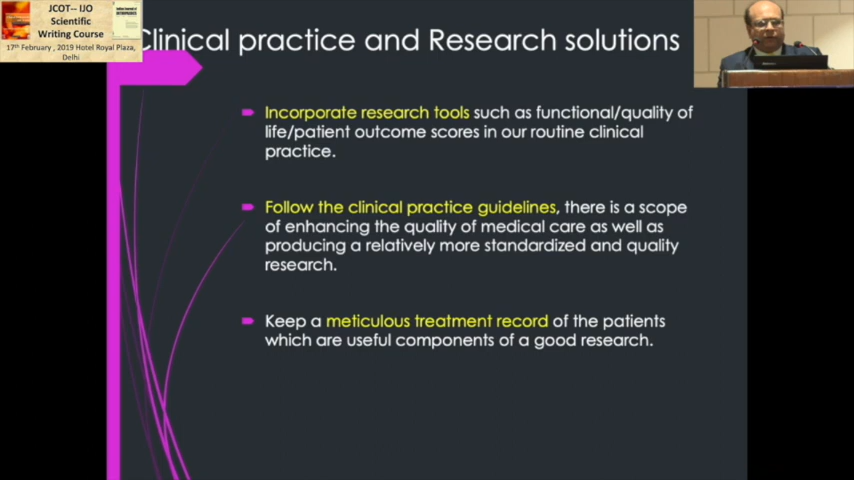 JCOT-- IJO
Scientific
Writing Course
17th February , 2019 Hotel Royal Plaza,
Delhi
Clinical practice and Research solutions
Incorporate research tools such as functional/quality of
life/patient outcome scores in our routine clinical
practice.
Follow the clinical practice guidelines, there is a scope
of enhancing the quality of medical care as well as
producing a relatively more standardized and quality
research.
Keep a meticulous treatment record of the patients
which are useful components of a good research.